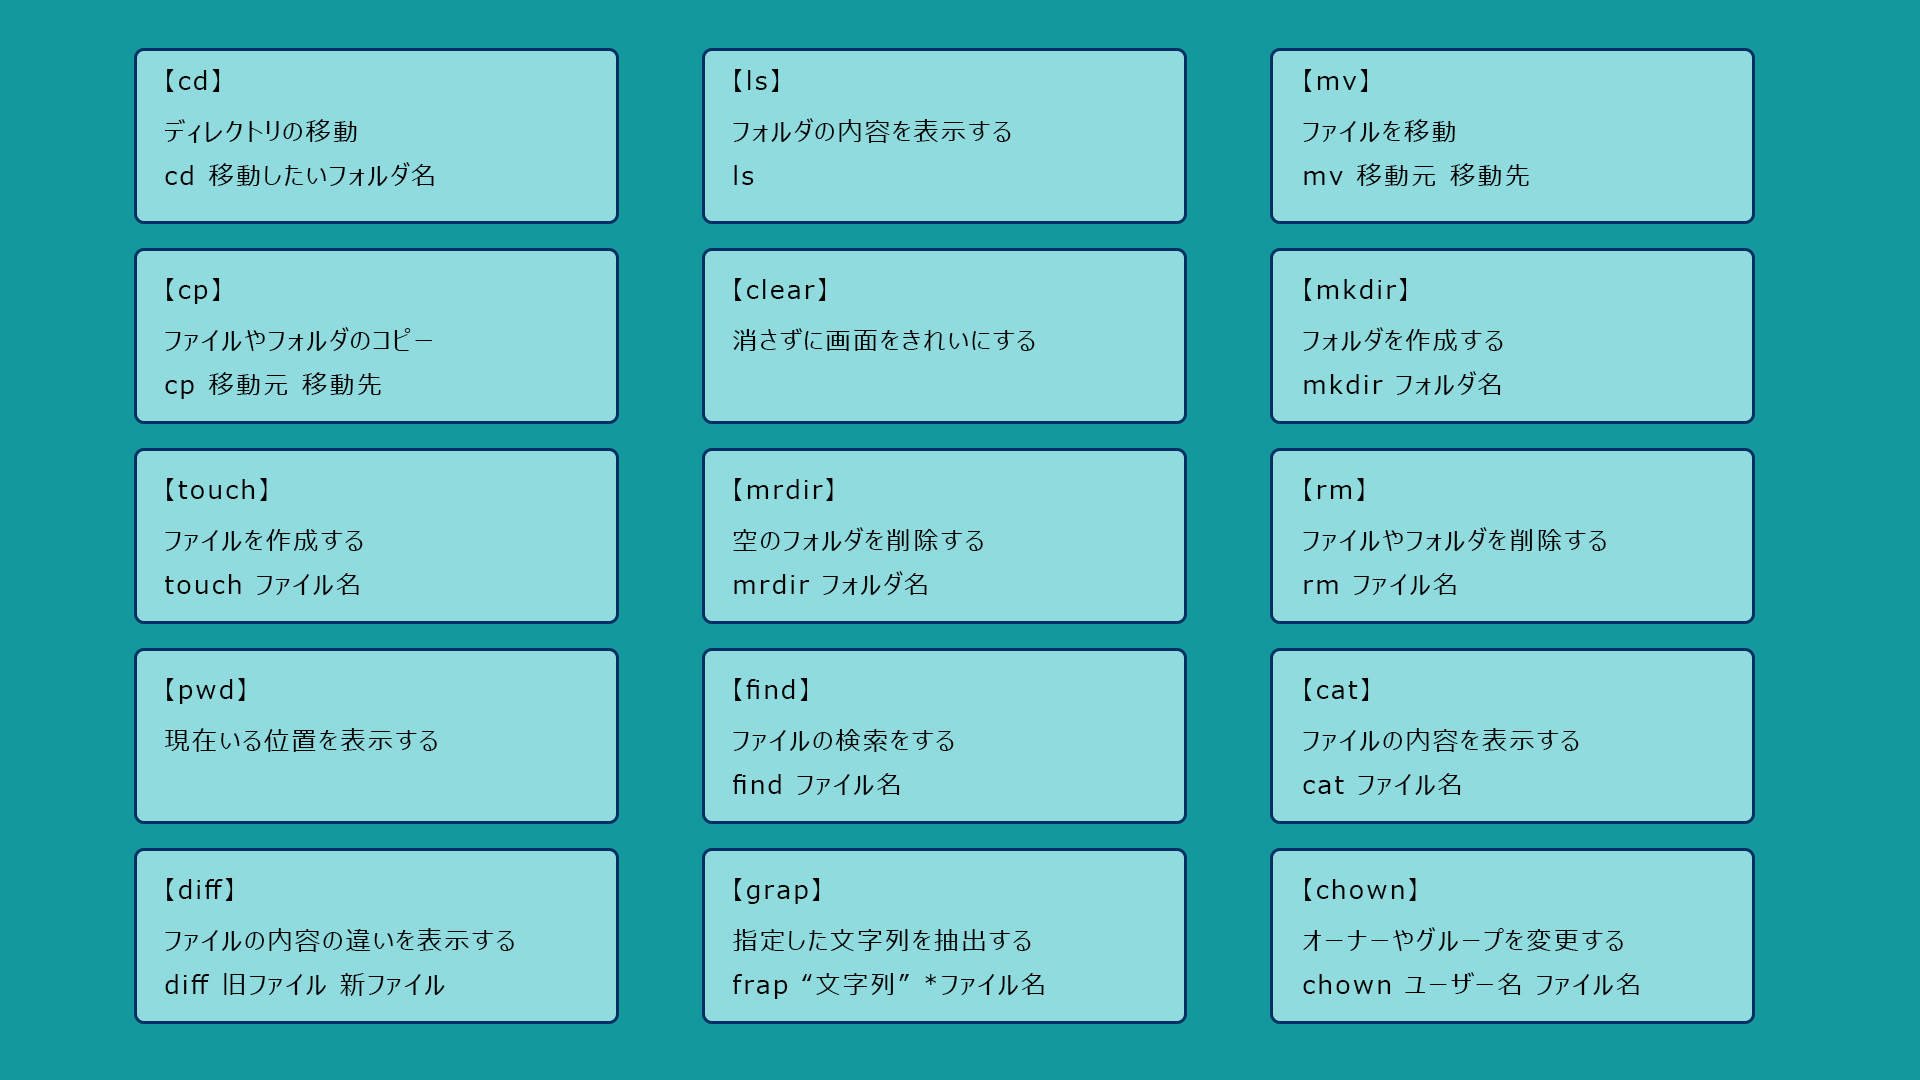 【cd】
ディレクトリの移動
cd 移動したいフォルダ名
【ls】
フォルダの内容を表示する
ls
【mv】
ファイルを移動
mv 移動元 移動先
【cp】
ファイルやフォルダのコピー
cp 移動元 移動先
【clear】
消さずに画面をきれいにする
【mkdir】
フォルダを作成する
mkdir フォルダ名
【touch】
ファイルを作成する
touch ファイル名
【mrdir】
空のフォルダを削除する
mrdir フォルダ名
【rm】
ファイルやフォルダを削除する
rm ファイル名
【pwd】
現在いる位置を表示する
【find】
ファイルの検索をする
find ファイル名
【cat】
ファイルの内容を表示する
cat ファイル名
【diff】
ファイルの内容の違いを表示する
diff 旧ファイル 新ファイル
【grap】
指定した文字列を抽出する
frap “文字列” *ファイル名
【chown】
オーナーやグループを変更する
chown ユーザー名 ファイル名